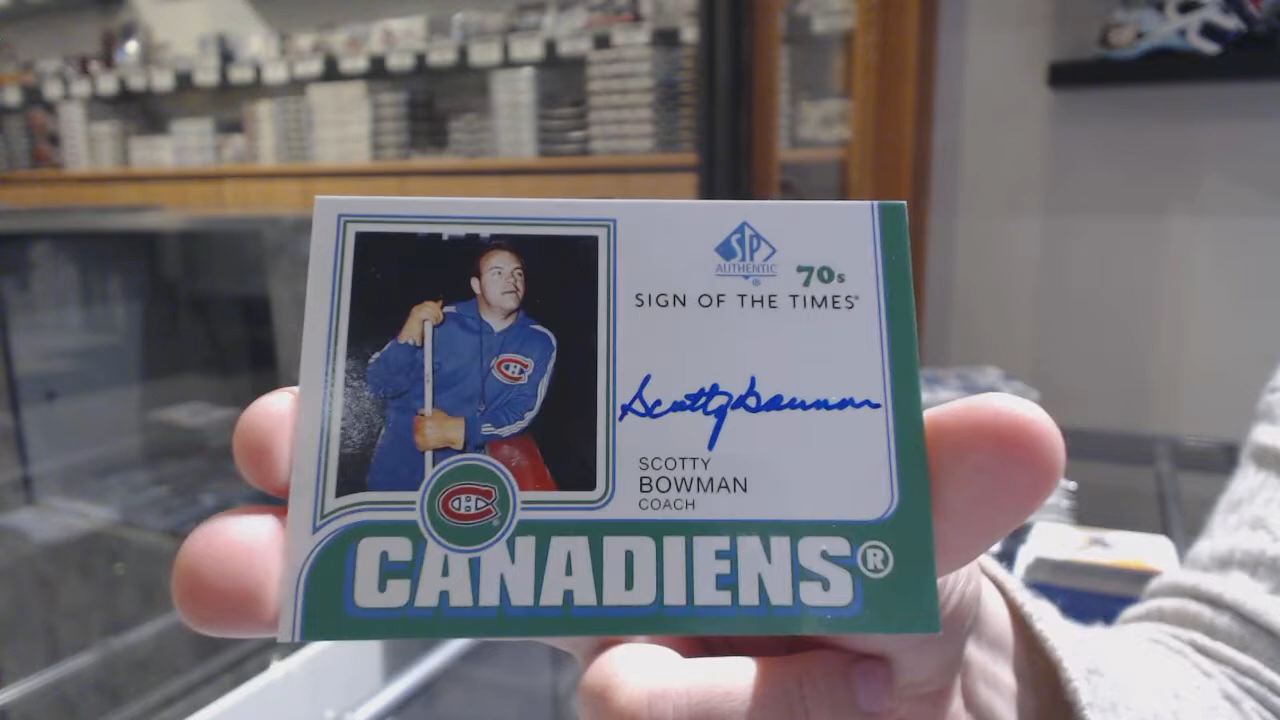 SP
AUTHENTIC®
70s
SIGN OF THE TIMES®
Scotty Bowman
SCOTTY
BOWMAN
COACH
CANADIENS®